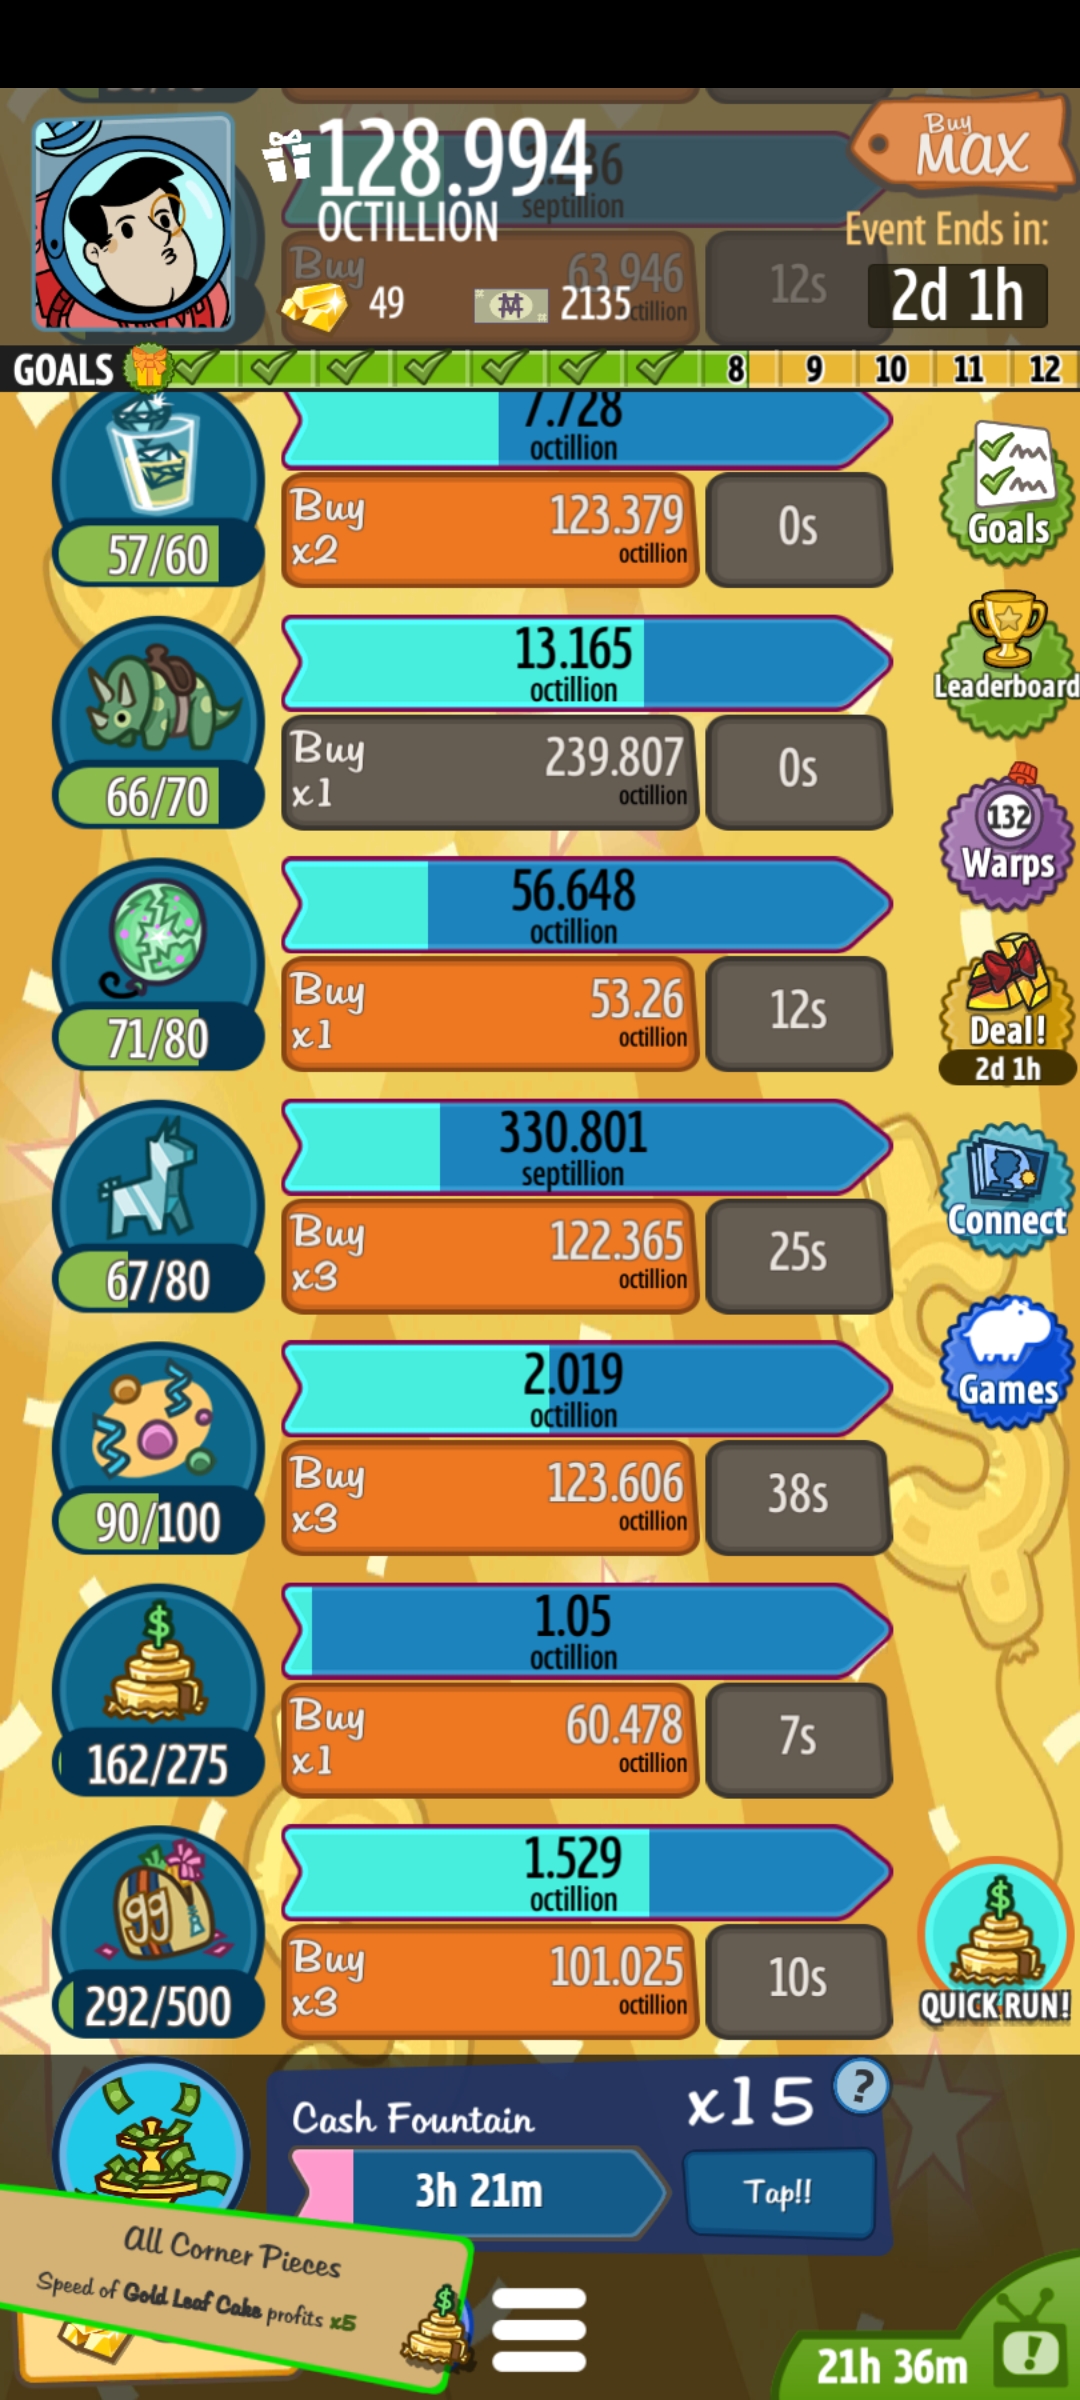 Buy
MAX
128.994
OCTILLION
septillion
Event Ends in:
2d 1h
Buy
63.946
12s
49
2135
GOALS 8 9 10 11 12
7.728
octillion
57/60
Buy
x2
123.379
octillion
0s
Goals
13.165
octillion
66/70
Buy
x1
239.807
octillion
0s
Leaderboard
132
Warps
56.648
octillion
71/80
Buy
x1
53.26
octillion
12s
Deal!
2d 1h
330.801
septillion
67/80
Buy
x3
122.365
octillion
25s
Connect
2.019
octillion
90/100
Buy
x3
123.606
octillion
38s
Games
$
1.05
octillion
162/275
Buy
x1
60.478
octillion
7s
99
1.529
octillion
292/500
Buy
x3
101.025
octillion
10s
$
QUICK RUN!
Cash Fountain
x15
?
3h 21m
Tap!!
All Corner Pieces
Speed of Gold Leaf Cake profits x5
$
!
21h 36m